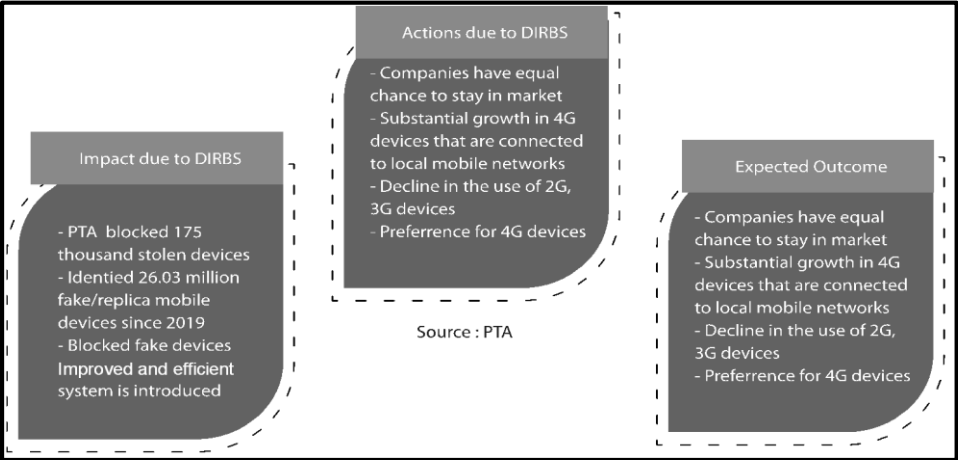 Impact due to DIRBS
- PTA  blocked 175
thousand stolen devices
- Identied 26.03 million
fake/replica mobile
devices since 2019
- Blocked fake devices
Improved and efficient
system is introduced
Actions due to DIRBS
- Companies have equal
chance to stay in market
- Substantial growth in 4G
devices that are connected
to local mobile networks
- Decline in the use of 2G,
3G devices
- Preferrence for 4G devices
Source : PTA
Expected Outcome
- Companies have equal
chance to stay in market
- Substantial growth in 4G
devices that are connected
to local mobile networks
- Decline in the use of 2G,
3G devices
- Preferrence for 4G devices